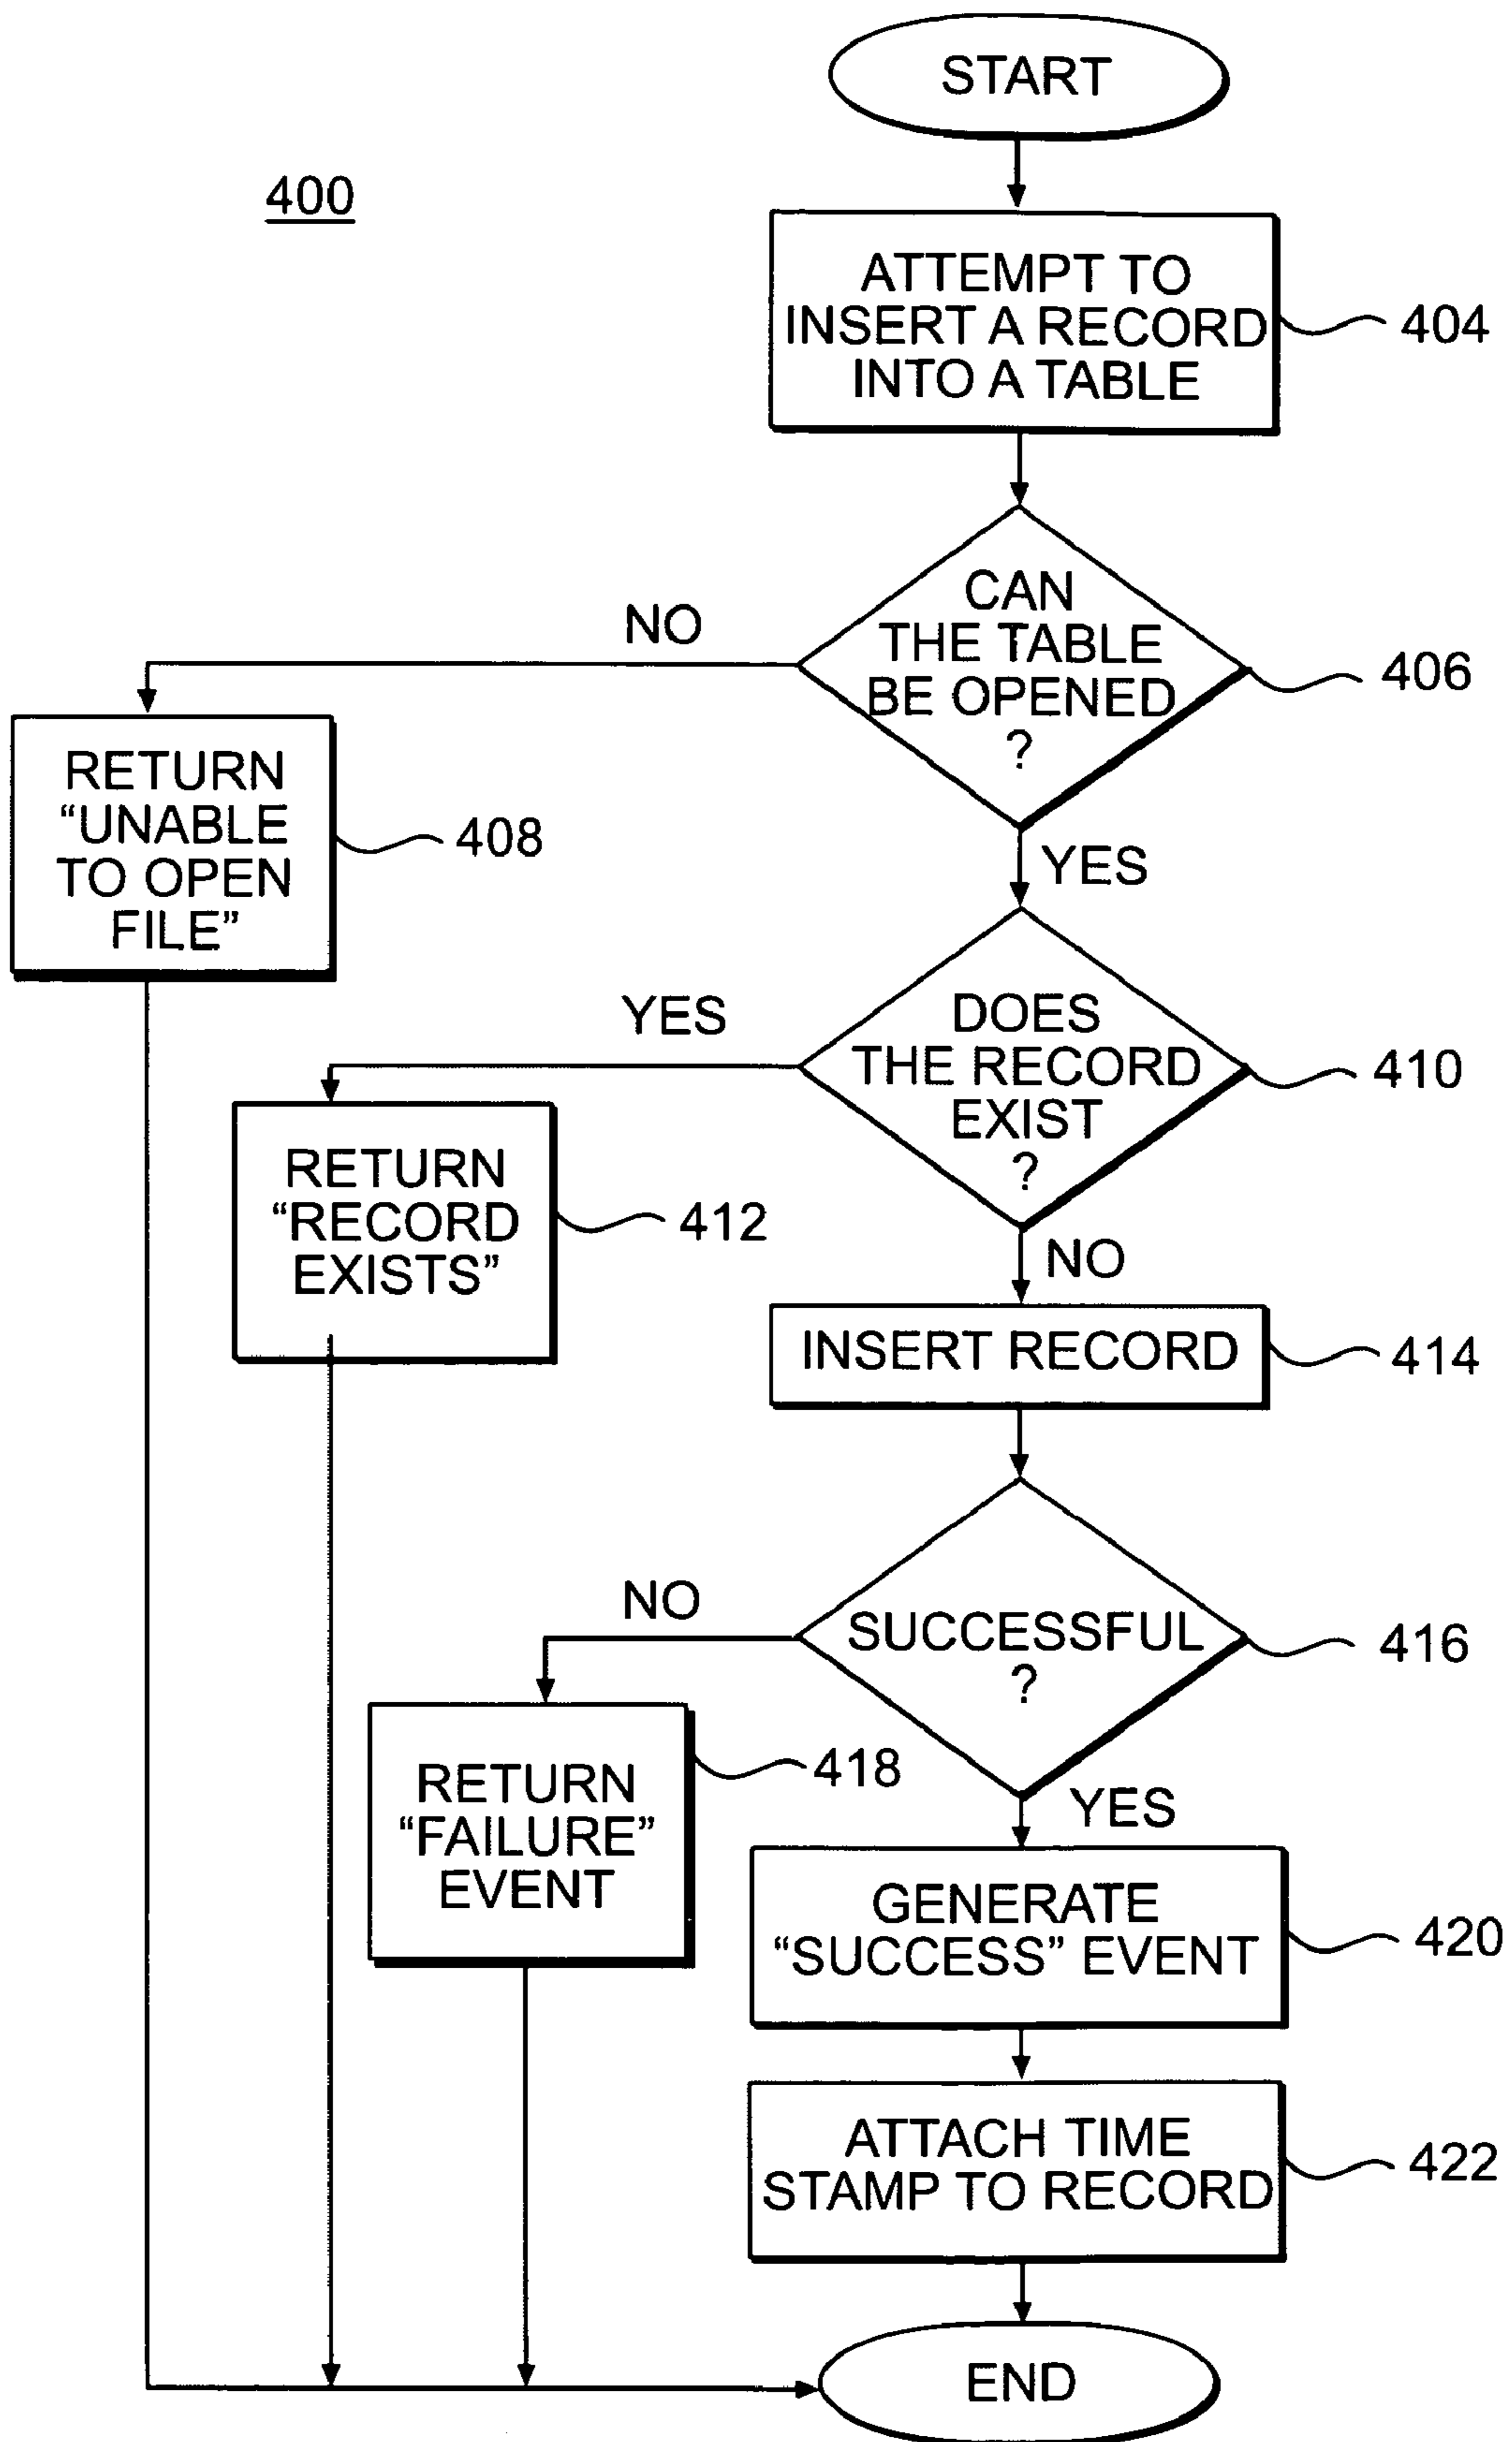 START
400
ATTEMPT TO
INSERT A RECORD
INTO A TABLE
404
CAN
THE TABLE
BE OPENED
?
406
NO
RETURN
“UNABLE
TO OPEN
FILE”
408
YES
DOES
THE RECORD
EXIST
?
410
YES
RETURN
“RECORD
EXISTS”
412
NO
INSERT RECORD
414
SUCCESSFUL
?
416
NO
RETURN
“FAILURE”
EVENT
418
YES
GENERATE
“SUCCESS” EVENT
420
ATTACH TIME
STAMP TO RECORD
422
END